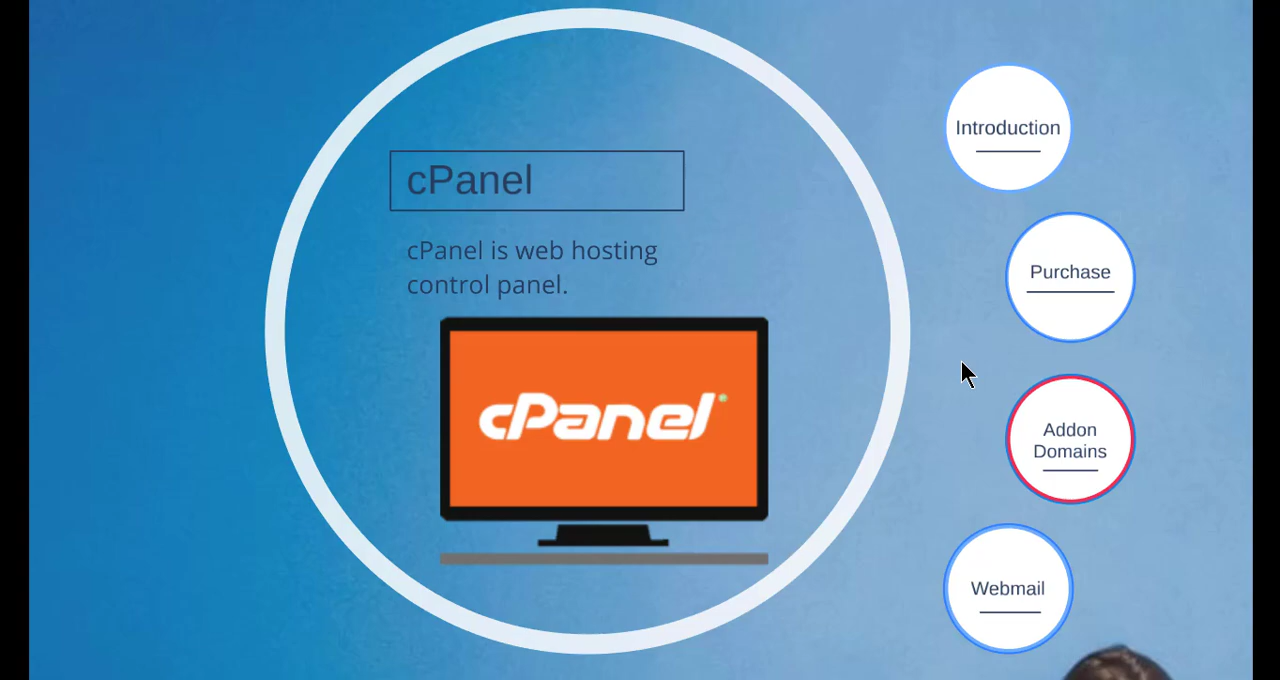 cPanel
cPanel is web hosting
control panel.
cPanel
Introduction
Purchase
Addon
Domains
Webmail